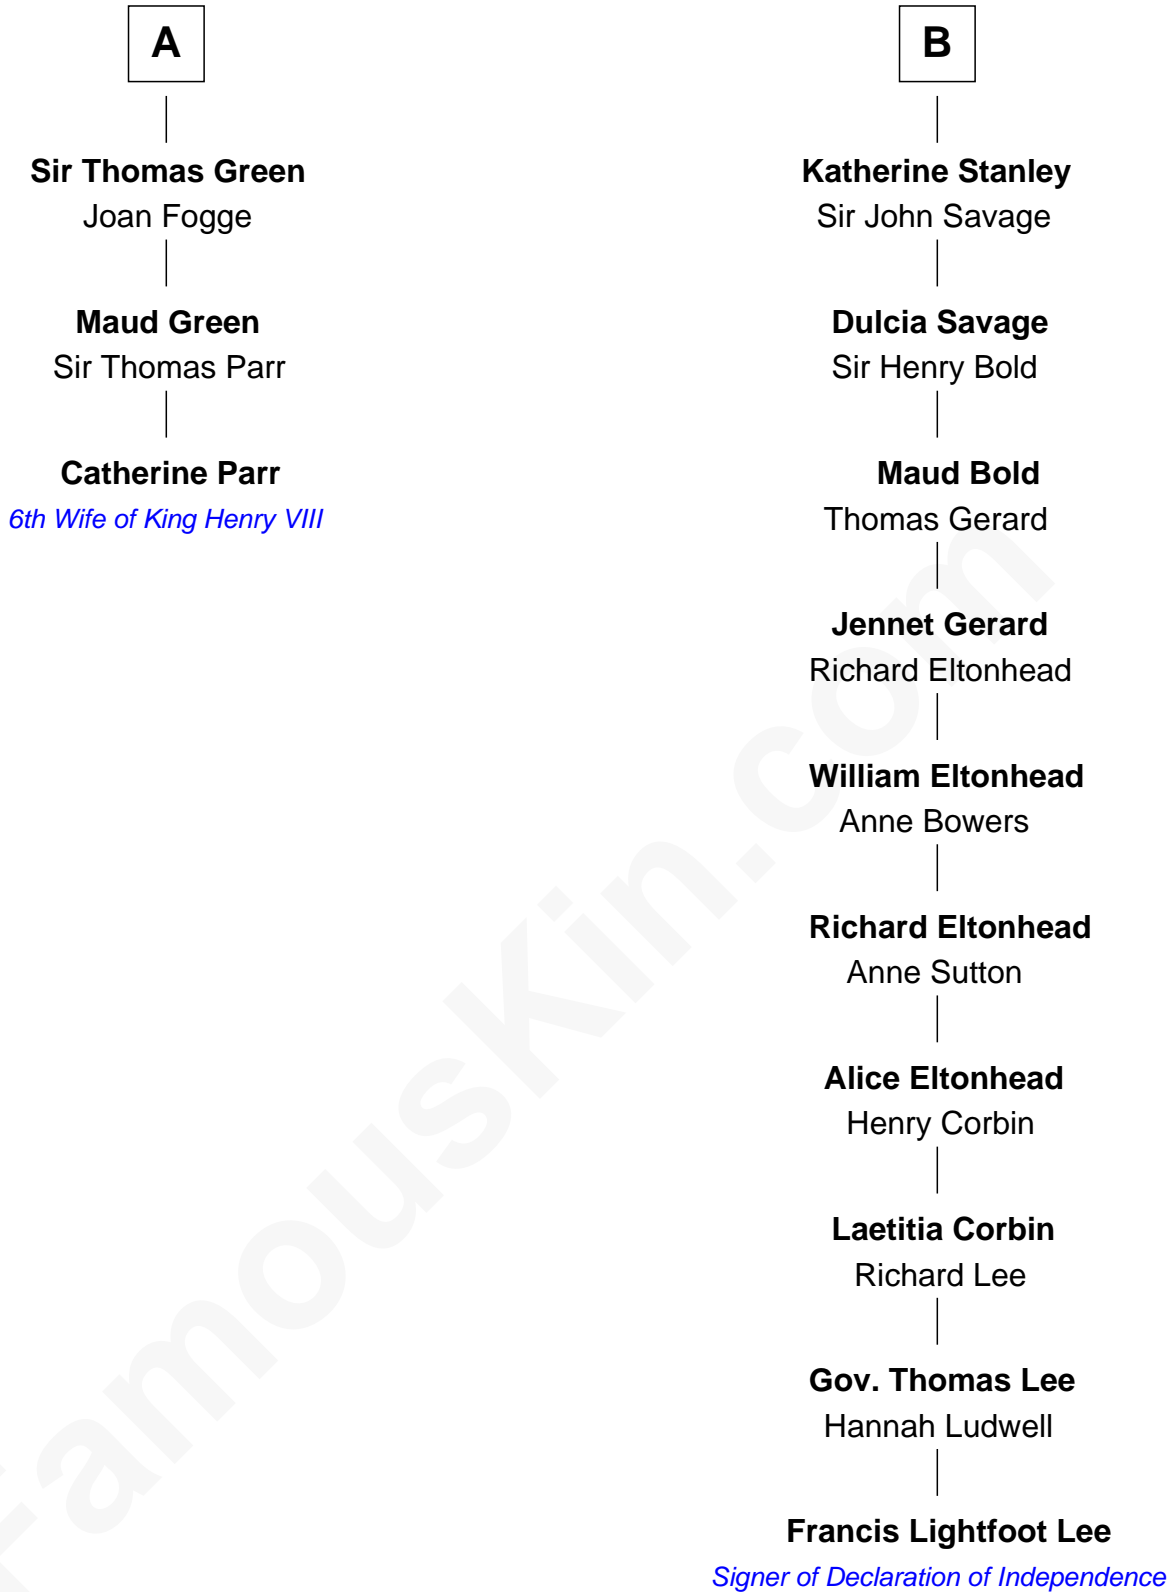 A
Sir Thomas Green
Joan Fogge
Maud Green
Sir Thomas Parr
Catherine Parr
6th Wife of King Henry VIII
B
Katherine Stanley
Sir John Savage
Dulcia Savage
Sir Henry Bold
Maud Bold
Thomas Gerard
Jennet Gerard
Richard Eltonhead
William Eltonhead
Anne Bowers
Richard Eltonhead
Anne Sutton
Alice Eltonhead
Henry Corbin
Laetitia Corbin
Richard Lee
Gov. Thomas Lee
Hannah Ludwell
Francis Lightfoot Lee
Signer of Declaration of Independence
FamousKin.com